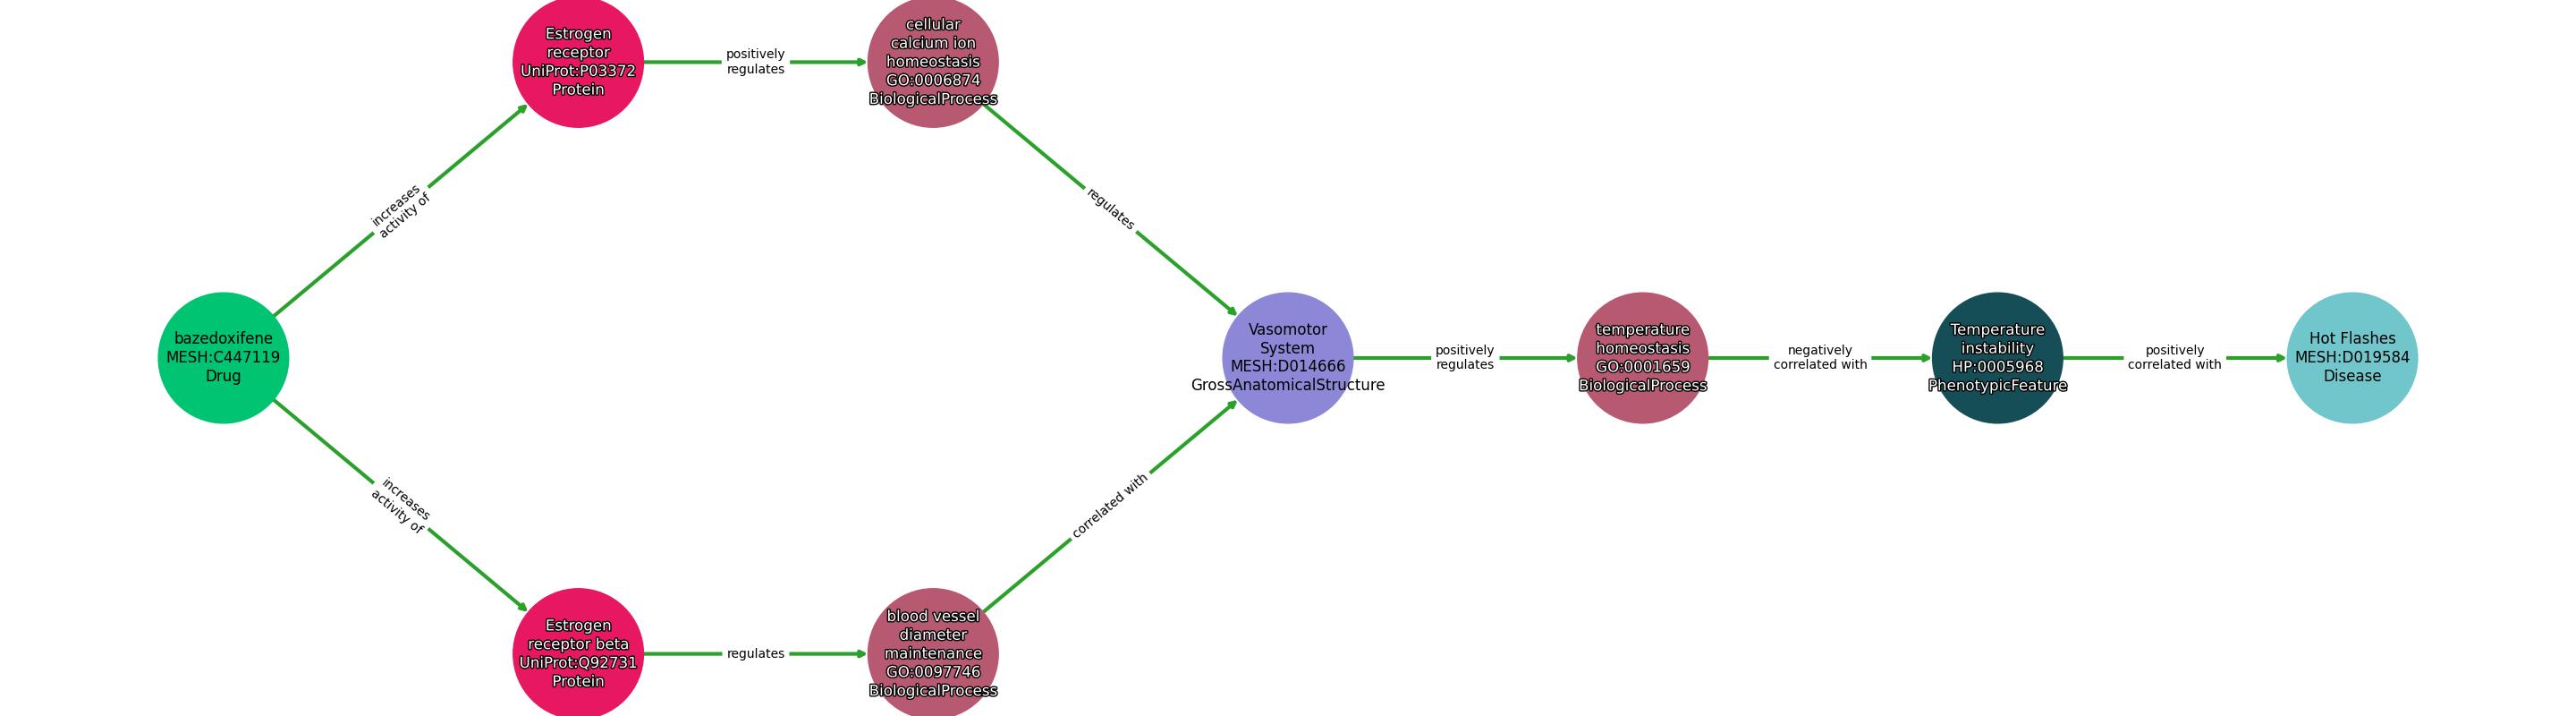 Estrogen
receptor
UniProt:P03372
Protein
positively
regulates
cellular
calcium ion
homeostasis
GO:0006874
BiologicalProcess
increases
activity of
regulates
bazedoxifene
MESH:C447119
Drug
Vasomotor
System
MESH:D014666
GrossAnatomicalStructure
positively
regulates
temperature
homeostasis
GO:0001659
BiologicalProcess
negatively
correlated with
Temperature
instability
HP:0005968
PhenotypicFeature
positively
correlated with
Hot Flashes
MESH:D019584
Disease
increases
activity of
correlated with
Estrogen
receptor beta
UniProt:Q92731
Protein
regulates
blood vessel
diameter
maintenance
GO:0097746
BiologicalProcess